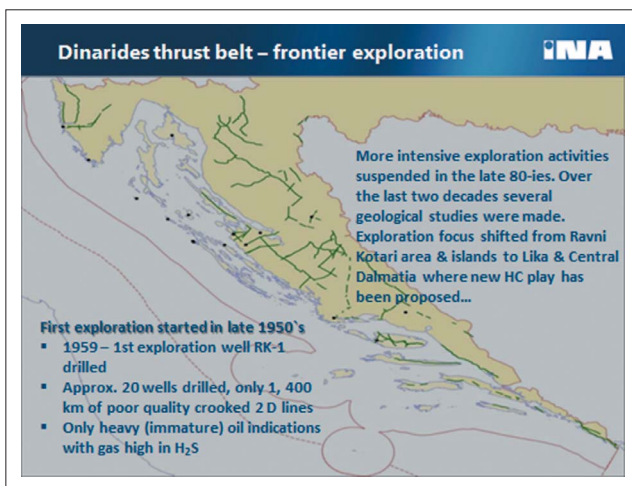 Dinarides thrust belt – frontier exploration
INA
More intensive exploration activities
suspended in the late 80-ies. Over
the last two decades several
geological studies were made.
Exploration focus shifted from Ravni
Kotari area & islands to Lika & Central
Dalmatia where new HC play has
been proposed...
First exploration started in late 1950`s
▪ 1959 – 1st exploration well RK-1
drilled
▪ Approx. 20 wells drilled, only 1, 400
km of poor quality crooked 2 D lines
▪ Only heavy (immature) oil indications
with gas high in H₂S